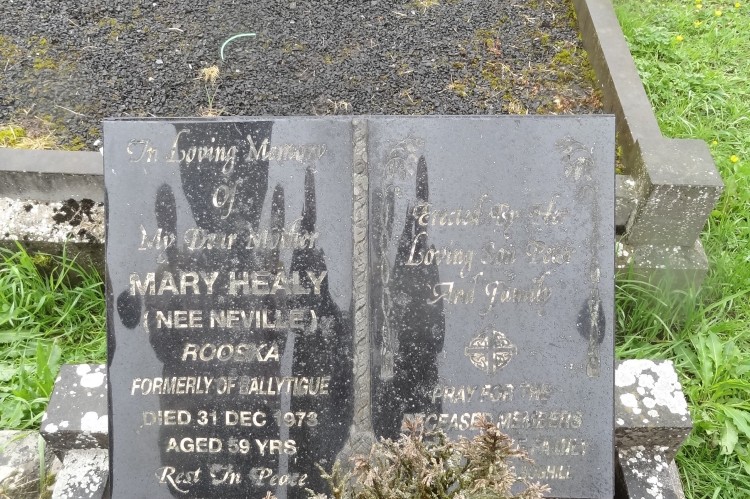 In Loving Memory
Of
My Dear Mother
MARY HEALY
(NEE NEVILLE)
ROOSKA
FORMERLY OF BALLYTIGUE
DIED 31 DEC 1973
AGED 59 YRS
Rest In Peace
Erected By Her
Loving Son
And Family
PRAY FOR THE
DECEASED MEMBERS